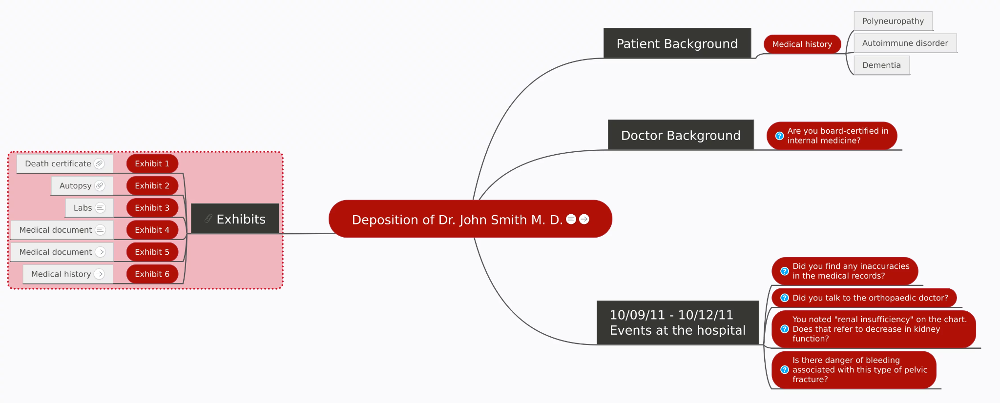 Deposition of Dr. John Smith M. D.
Patient Background
Medical history
Polyneuropathy
Autoimmune disorder
Dementia
Doctor Background
Are you board-certified in
internal medicine?
10/09/11 - 10/12/11
Events at the hospital
Did you find any inaccuracies
in the medical records?
Did you talk to the orthopaedic doctor?
You noted "renal insufficiency" on the chart.
Does that refer to decrease in kidney
function?
Is there danger of bleeding
associated with this type of pelvic
fracture?
Exhibits
Exhibit 1
Death certificate
Exhibit 2
Autopsy
Exhibit 3
Labs
Exhibit 4
Medical document
Exhibit 5
Medical document
Exhibit 6
Medical history